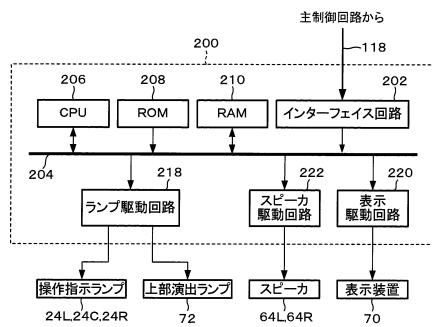 主制御回路から
118
200
206
208
210
202
CPU
ROM
RAM
インターフェイス回路
204
218
222
220
ランプ駆動回路
スピーカ
駆動回路
表示
駆動回路
操作指示ランプ
上部演出ランプ
スピーカ
表示装置
24L,24C,24R
72
64L,64R
70